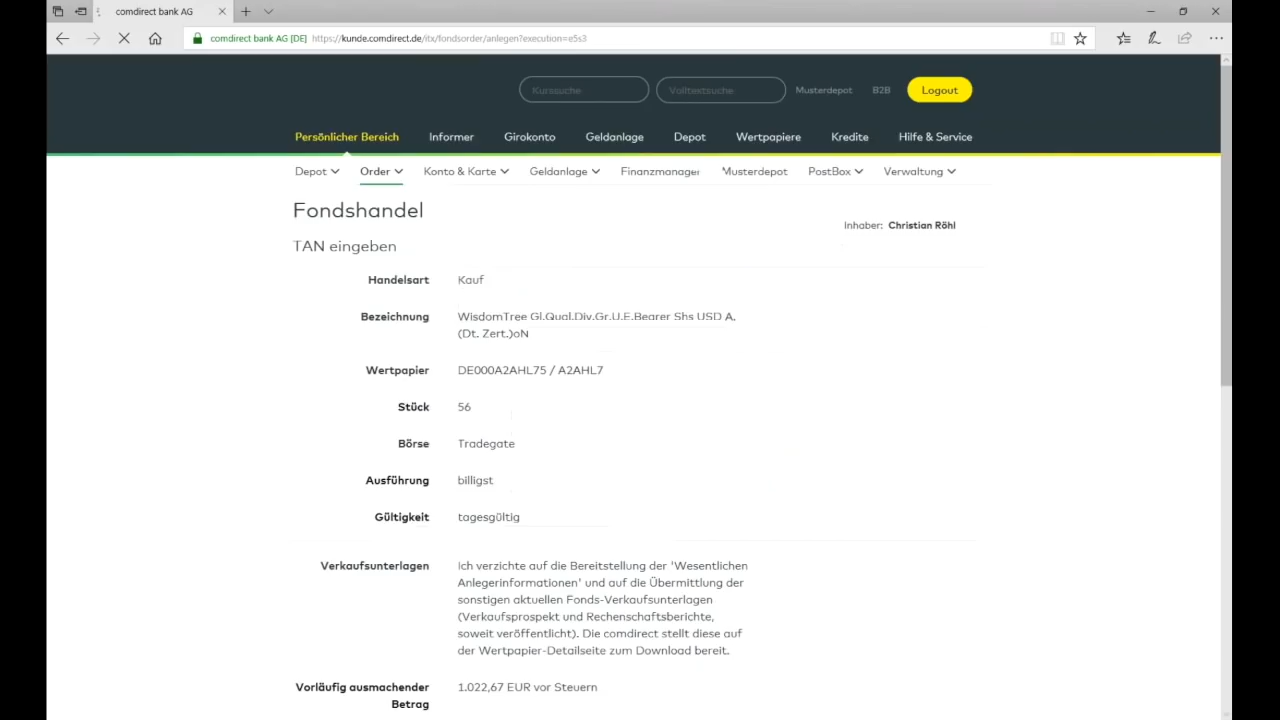 comdirect bank AG
comdirect bank AG [DE] https://kunde.comdirect.de/itx/fondsorder/anlegen?execution=e5s3
Kurssuche Volltextsuche Musterdepot B2B Logout
Persönlicher Bereich Informer Girokonto Geldanlage Depot Wertpapiere Kredite Hilfe & Service
Depot Order Konto & Karte Geldanlage Finanzmanager Musterdepot PostBox Verwaltung
Fondshandel
Inhaber: Christian Röhl
TAN eingeben
Handelsart Kauf
Bezeichnung WisdomTree Gl.Qual.Div.Gr.U.E.Bearer Shs USD A.
(Dt. Zert.)oN
Wertpapier DE000A2AHL75 / A2AHL7
Stück 56
Börse Tradegate
Ausführung billigst
Gültigkeit tagesgültig
Verkaufsunterlagen Ich verzichte auf die Bereitstellung der 'Wesentlichen
Anlegerinformationen' und auf die Übermittlung der
sonstigen aktuellen Fonds-Verkaufsunterlagen
(Verkaufsprospekt und Rechenschaftsberichte,
soweit veröffentlicht). Die comdirect stellt diese auf
der Wertpapier-Detailseite zum Download bereit.
Vorläufig ausmachender 1.022,67 EUR vor Steuern
Betrag